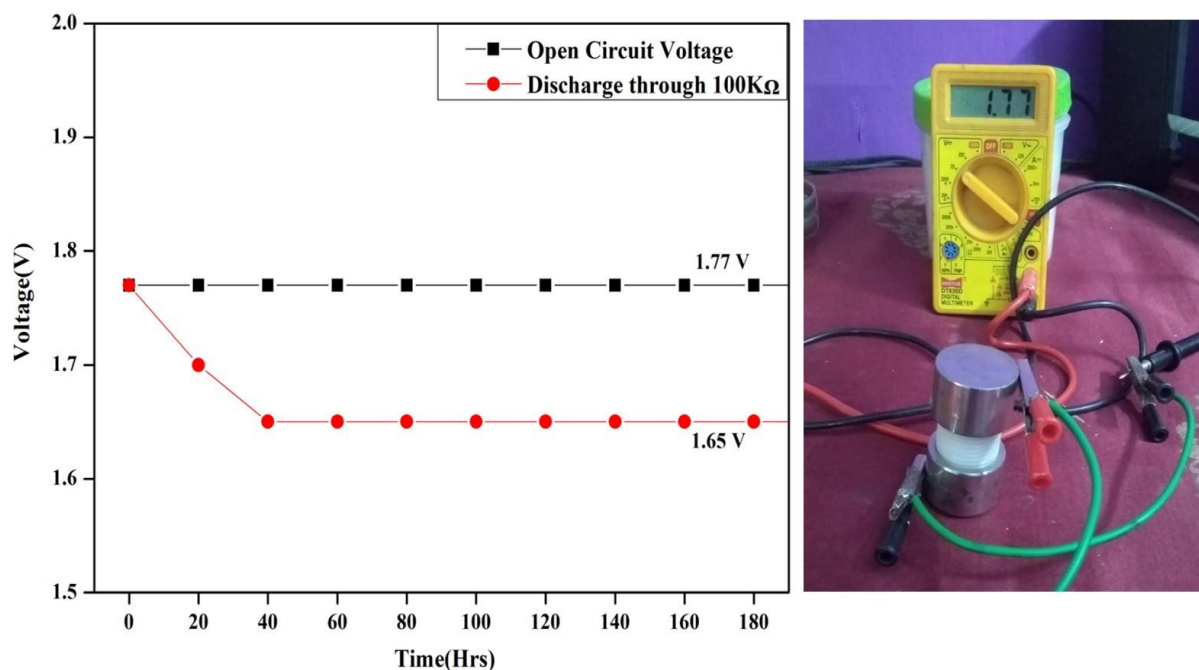 2.0
1.9
1.8
1.7
1.6
1.5
Voltage(V)
Open Circuit Voltage
Discharge through 100KΩ
1.77 V
1.65 V
0 20 40 60 80 100 120 140 160 180
Time(Hrs)
1.77
OFF
DT830D
DIGITAL
MULTIMETER